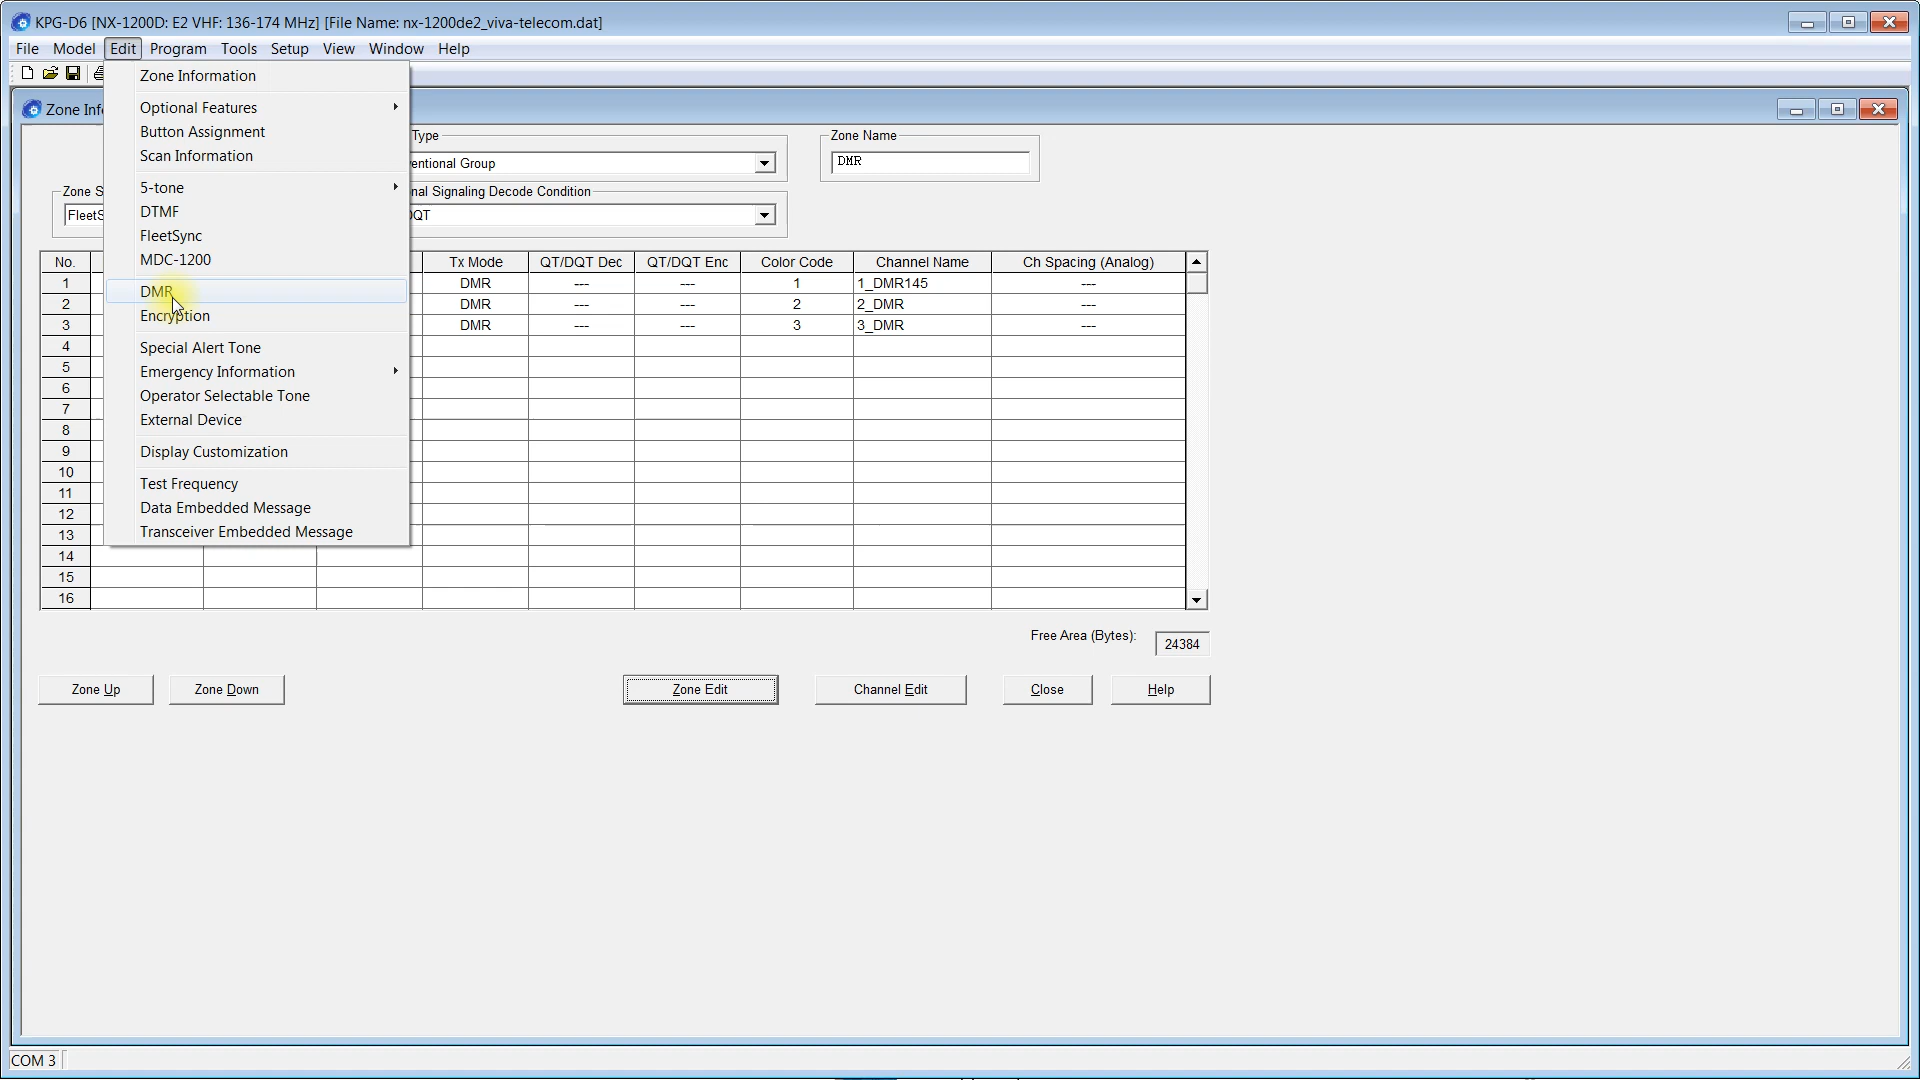 KPG-D6 [NX-1200D: E2 VHF: 136-174 MHz] [File Name: nx-1200de2_viva-telecom.dat]
File Model Edit Program Tools Setup View Window Help
Zone Information
Optional Features
Button Assignment
Scan Information
5-tone
DTMF
FleetSync
MDC-1200
DMR
Encryption
Special Alert Tone
Emergency Information
Operator Selectable Tone
External Device
Display Customization
Test Frequency
Data Embedded Message
Transceiver Embedded Message
Zone Inf
Type
ventional Group
Zone Name
DMR
Zone S
FleetS
nal Signaling Decode Condition
QT
No. Tx Mode QT/DQT Dec QT/DQT Enc Color Code Channel Name Ch Spacing (Analog)
1 DMR --- --- 1 1_DMR145 ---
2 DMR --- --- 2 2_DMR ---
3 DMR --- --- 3 3_DMR ---
4
5
6
7
8
9
10
11
12
13
14
15
16
Free Area (Bytes): 24384
Zone Up Zone Down Zone Edit Channel Edit Close Help
COM 3